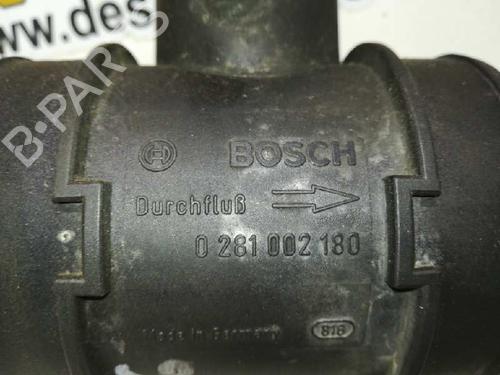 www.des
B-PARTS
BOSCH
Durchfluß
0 281 002 180
Made in Germany
818